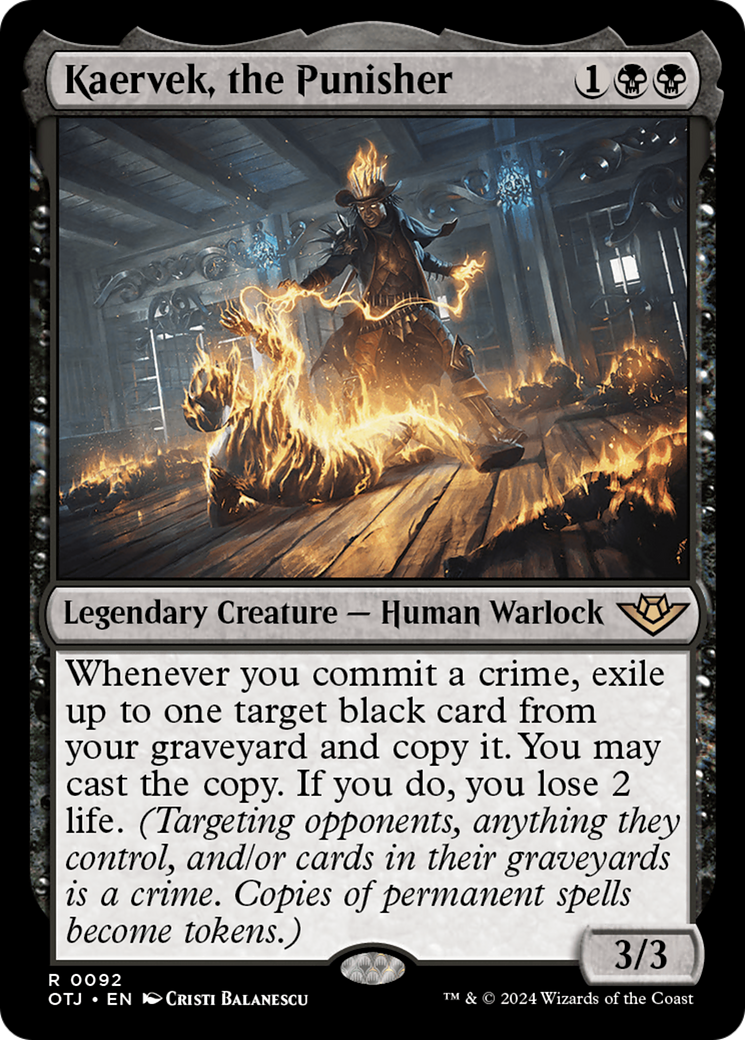 Kaervek, the Punisher 1
Legendary Creature — Human Warlock
Whenever you commit a crime, exile
up to one target black card from
your graveyard and copy it. You may
cast the copy. If you do, you lose 2
life. (Targeting opponents, anything they
control, and/or cards in their graveyards
is a crime. Copies of permanent spells
become tokens.)
3/3
R 0092
OTJ • EN Cristi Balanescu
™ & © 2024 Wizards of the Coast